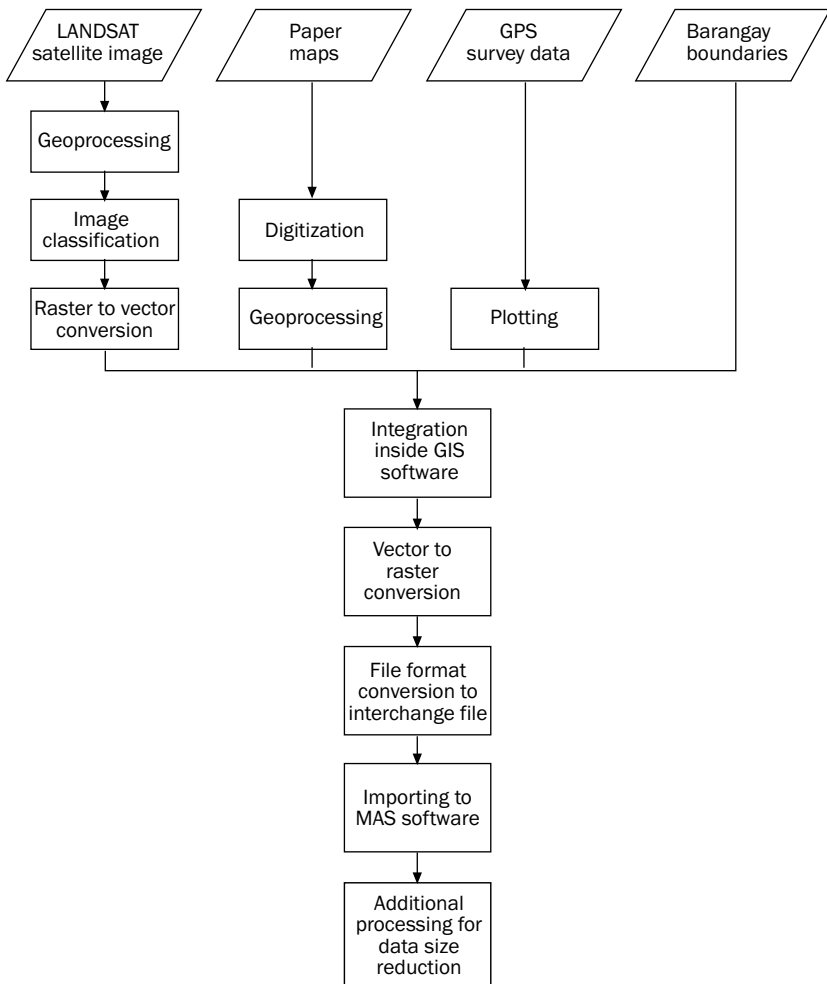 LANDSAT
satellite image
Paper
maps
GPS
survey data
Barangay
boundaries
Geoprocessing
Image
classification
Digitization
Raster to vector
conversion
Geoprocessing
Plotting
Integration
inside GIS
software
Vector to
raster
conversion
File format
conversion to
interchange file
Importing to
MAS software
Additional
processing for
data size
reduction